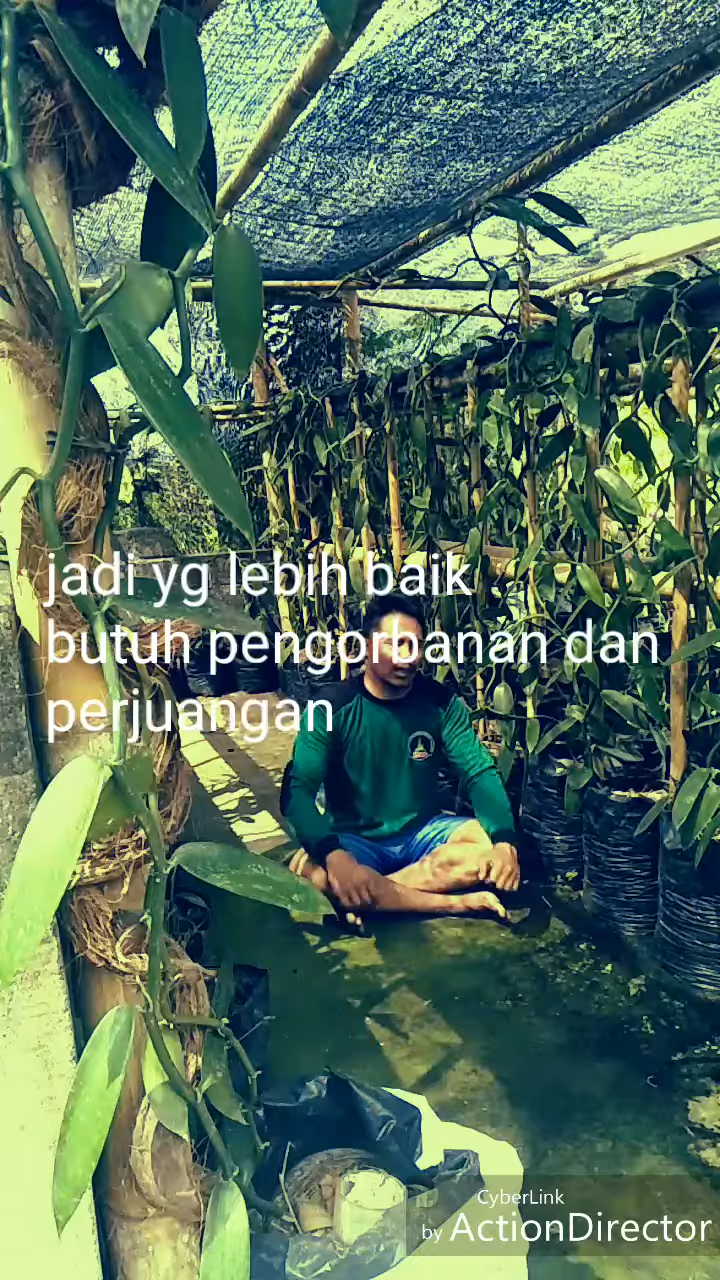 jadi yg lebih baik
butuh pengorbanan dan
perjuangan
CyberLink
by ActionDirector